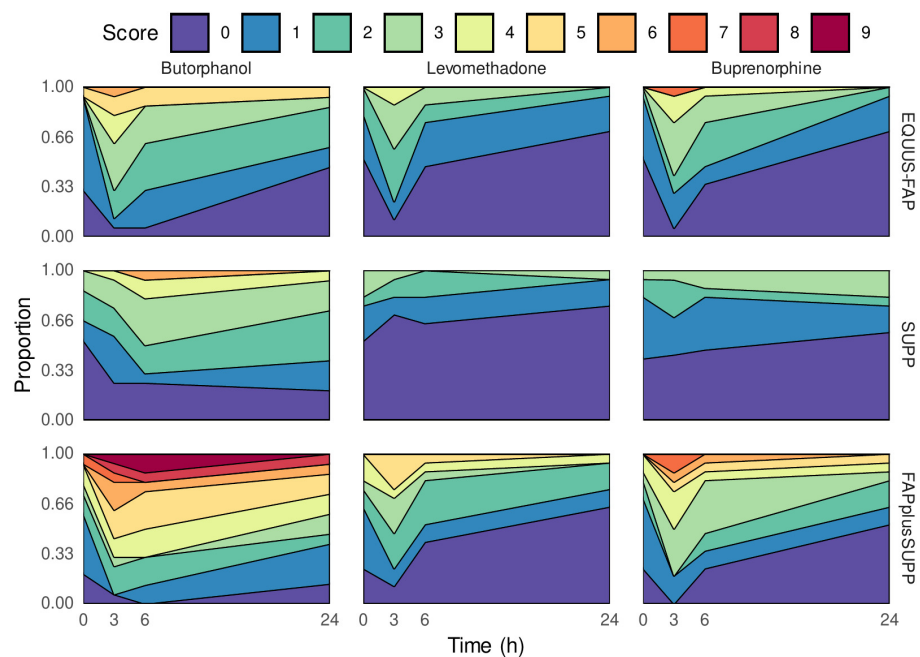 Score 0 1 2 3 4 5 6 7 8 9
Butorphanol Levomethadone Buprenorphine
1.00
0.66
0.33
0.00
EQUUS-FAP
1.00
0.66
0.33
0.00
SUPP
Proportion
1.00
0.66
0.33
0.00
FAPplusSUPP
0 3 6 24 0 3 6 24 0 3 6 24
Time (h)